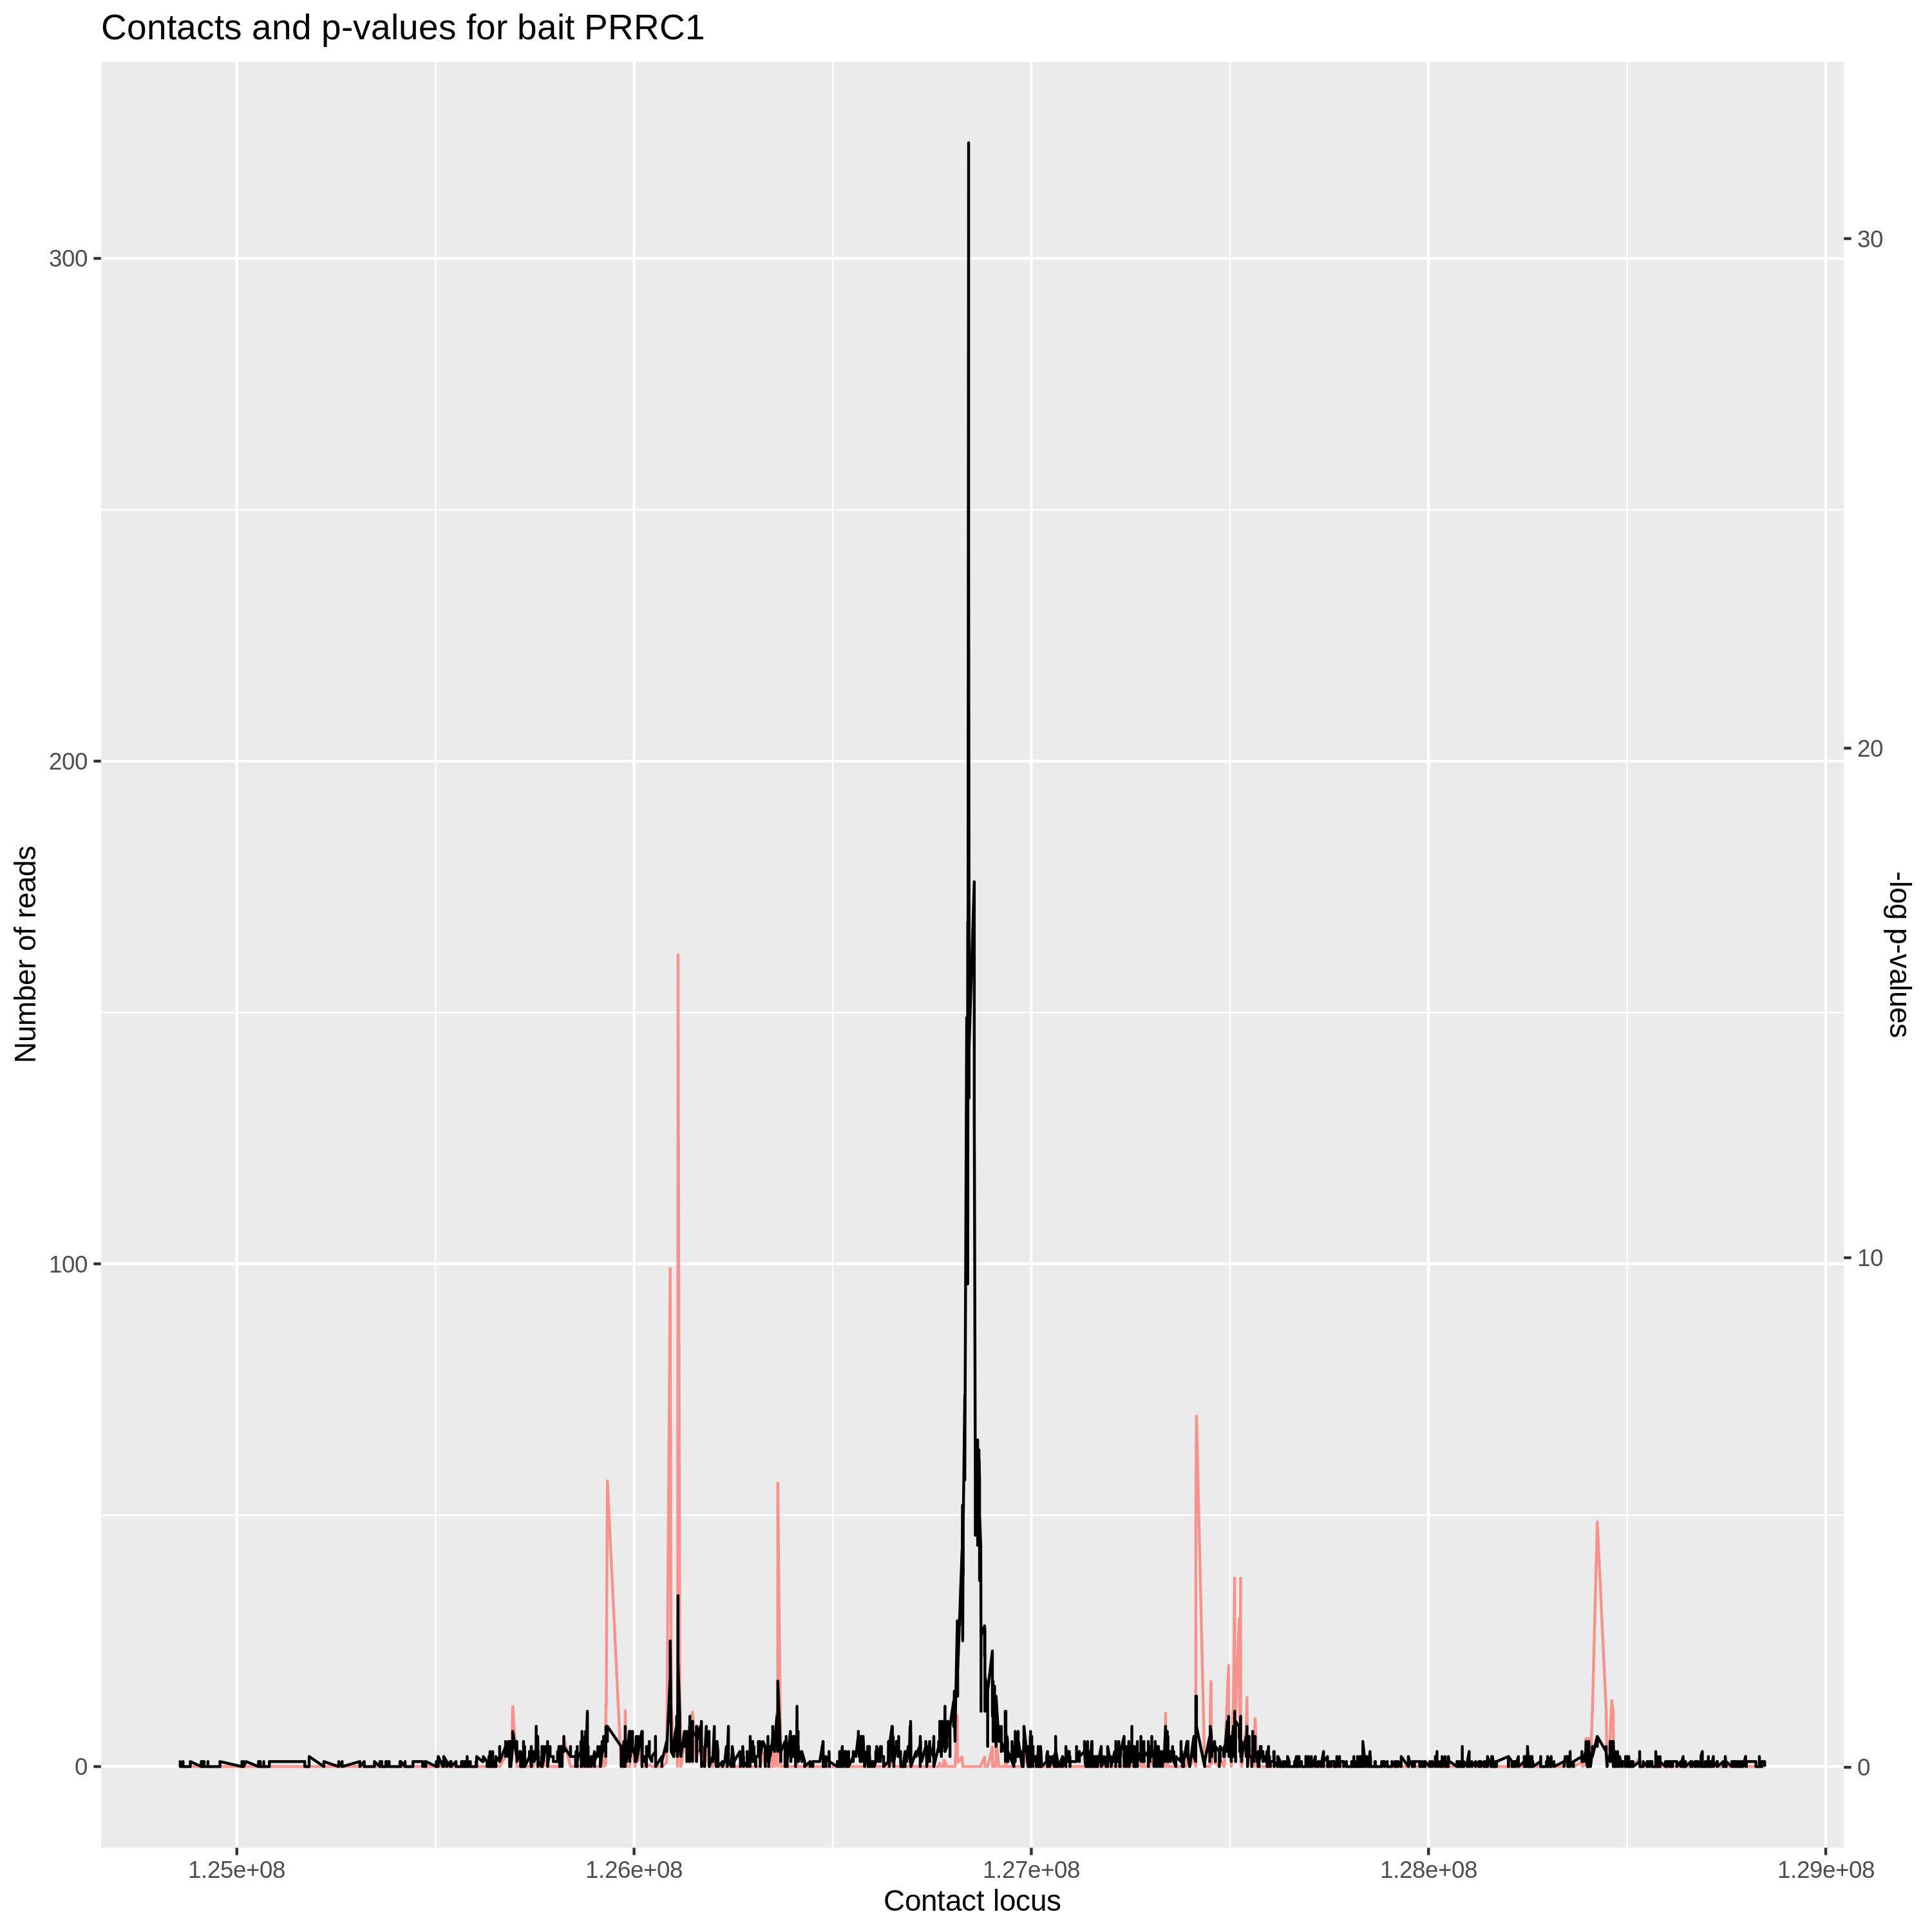 Contacts and p-values for bait PRRC1
300
200
100
0
Number of reads
30
20
10
0
-log p-values
1.25e+08
1.26e+08
1.27e+08
1.28e+08
1.29e+08
Contact locus